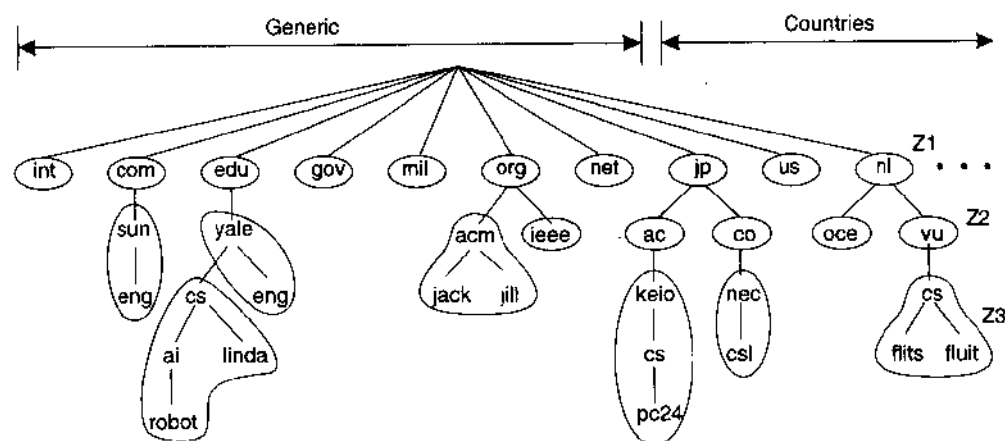 Generic Countries
int com edu gov mil org net jp us nl Z1
sun yale acm ieee ac co oce vu Z2
eng cs eng jack jill keio nec cs Z3
ai linda cs csl flits fluit
robot pc24